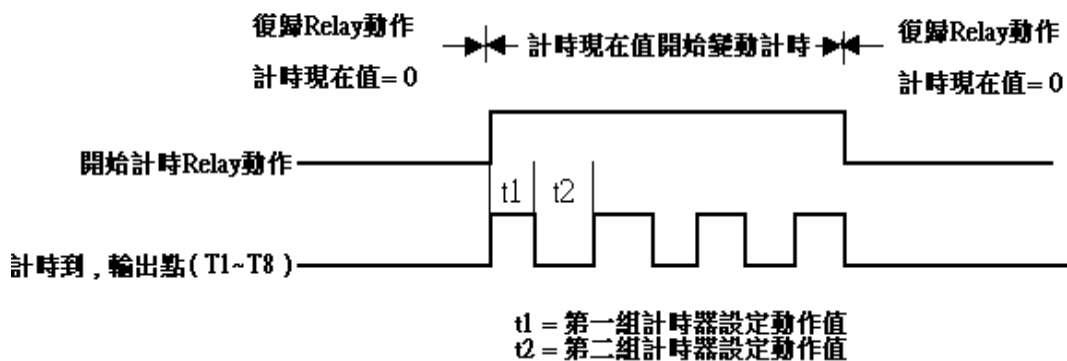 復歸Relay動作
計時現在值= 0
計時現在值開始變動計時
復歸Relay動作
計時現在值= 0
開始計時Relay動作
t1
t2
計時到 , 輸出點 ( T1~T8 )
t1 = 第一組計時器設定動作值
t2 = 第二組計時器設定動作值